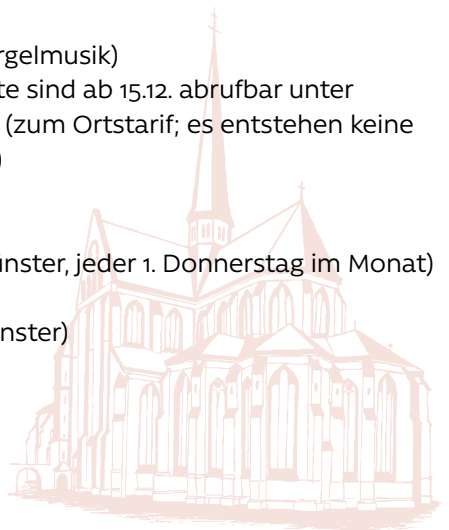 rgelmusik)
te sind ab 15.12. abrufbar unter
(zum Ortstarif; es entstehen keine
)
ünster, jeder 1. Donnerstag im Monat)
nster)